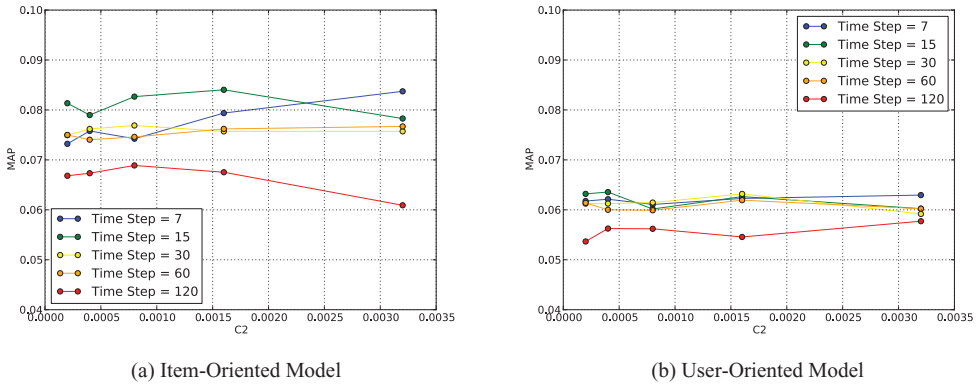 0.10
0.09
0.08
0.07
0.06
0.05
0.04
MAP
Time Step = 7
Time Step = 15
Time Step = 30
Time Step = 60
Time Step = 120
0.0000 0.0005 0.0010 0.0015 0.0020 0.0025 0.0030 0.0035
C2
(a) Item-Oriented Model
0.10
0.09
0.08
0.07
0.06
0.05
0.04
MAP
Time Step = 7
Time Step = 15
Time Step = 30
Time Step = 60
Time Step = 120
0.0000 0.0005 0.0010 0.0015 0.0020 0.0025 0.0030 0.0035
C2
(b) User-Oriented Model